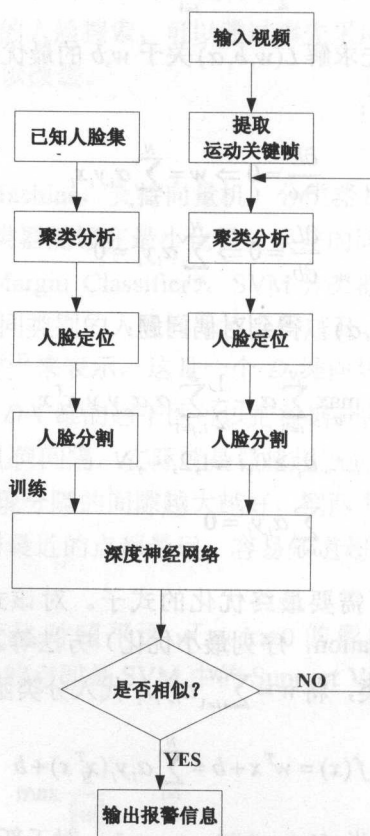 输入视频
已知人脸集
提取
运动关键帧
聚类分析
聚类分析
人脸定位
人脸定位
人脸分割
人脸分割
训练
深度神经网络
是否相似?
NO
YES
输出报警信息